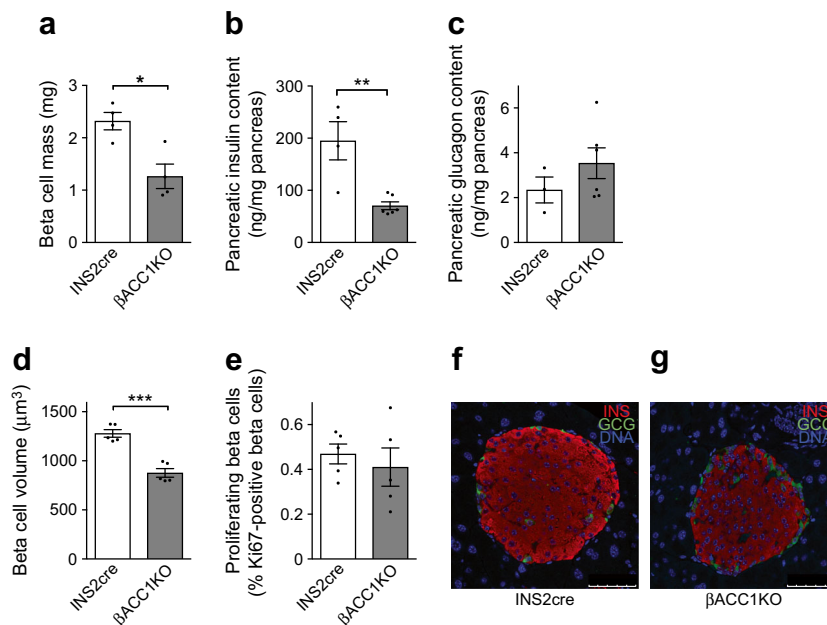 a
Beta cell mass (mg)
3
2
1
0
*
INS2cre
βACC1KO
b
Pancreatic insulin content
(ng/mg pancreas)
300
200
100
0
**
INS2cre
βACC1KO
c
Pancreatic glucagon content
(ng/mg pancreas)
6
4
2
0
INS2cre
βACC1KO
d
Beta cell volume (μm³)
1500
1000
500
0
***
INS2cre
βACC1KO
e
Proliferating beta cells
(% Ki67-positive beta cells)
0.6
0.4
0.2
0
INS2cre
βACC1KO
f
INS
GCG
DNA
INS2cre
g
INS
GCG
DNA
βACC1KO